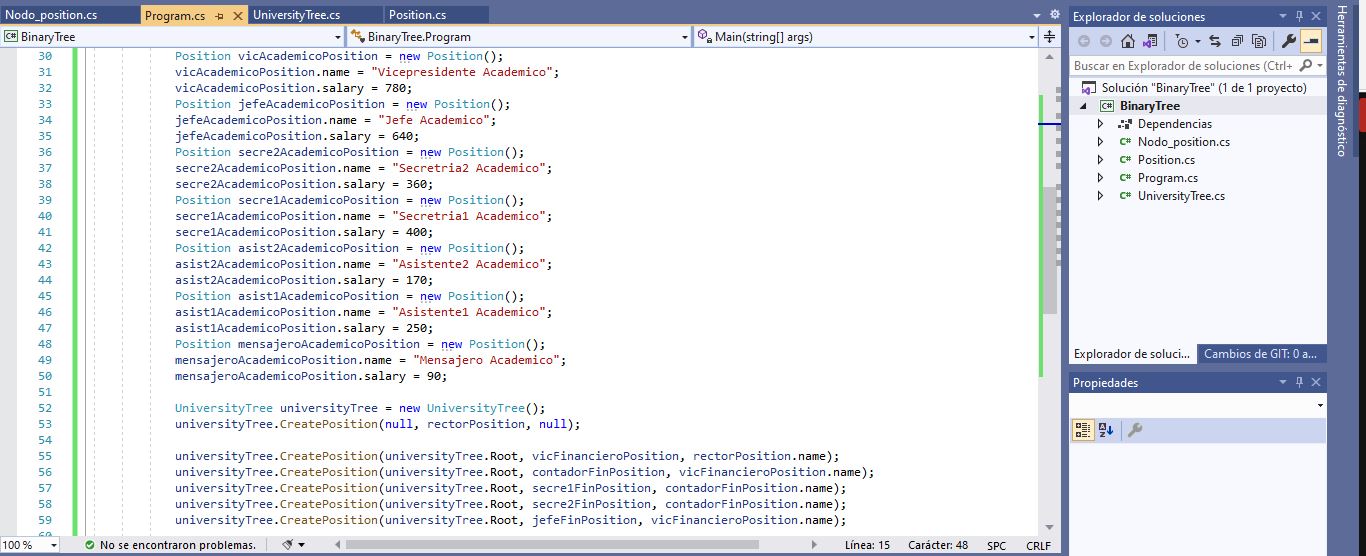 Nodo_position.cs
Program.cs
UniversityTree.cs
Position.cs
BinaryTree
BinaryTree.Program
Main(string[] args)
30 Position vicAcademicoPosition = new Position();
31 vicAcademicoPosition.name = "Vicepresidente Academico";
32 vicAcademicoPosition.salary = 780;
33 Position jefeAcademicoPosition = new Position();
34 jefeAcademicoPosition.name = "Jefe Academico";
35 jefeAcademicoPosition.salary = 640;
36 Position secre2AcademicoPosition = new Position();
37 secre2AcademicoPosition.name = "Secretria2 Academico";
38 secre2AcademicoPosition.salary = 360;
39 Position secre1AcademicoPosition = new Position();
40 secre1AcademicoPosition.name = "Secretria1 Academico";
41 secre1AcademicoPosition.salary = 400;
42 Position asist2AcademicoPosition = new Position();
43 asist2AcademicoPosition.name = "Asistente2 Academico";
44 asist2AcademicoPosition.salary = 170;
45 Position asist1AcademicoPosition = new Position();
46 asist1AcademicoPosition.name = "Asistente1 Academico";
47 asist1AcademicoPosition.salary = 250;
48 Position mensajeroAcademicoPosition = new Position();
49 mensajeroAcademicoPosition.name = "Mensajero Academico";
50 mensajeroAcademicoPosition.salary = 90;
51
52 UniversityTree universityTree = new UniversityTree();
53 universityTree.CreatePosition(null, rectorPosition, null);
54
55 universityTree.CreatePosition(universityTree.Root, vicFinancieroPosition, rectorPosition.name);
56 universityTree.CreatePosition(universityTree.Root, contadorFinPosition, vicFinancieroPosition.name);
57 universityTree.CreatePosition(universityTree.Root, secre1FinPosition, contadorFinPosition.name);
58 universityTree.CreatePosition(universityTree.Root, secre2FinPosition, contadorFinPosition.name);
59 universityTree.CreatePosition(universityTree.Root, jefeFinPosition, vicFinancieroPosition.name);
100 %
No se encontraron problemas.
Línea: 15
Carácter: 48
SPC
CRLF
Explorador de soluciones
Buscar en Explorador de soluciones (Ctrl+
Solución "BinaryTree" (1 de 1 proyecto)
BinaryTree
Dependencias
Nodo_position.cs
Position.cs
Program.cs
UniversityTree.cs
Explorador de soluci...
Cambios de GIT: 0 a...
Propiedades
Herramientas de diagnóstico